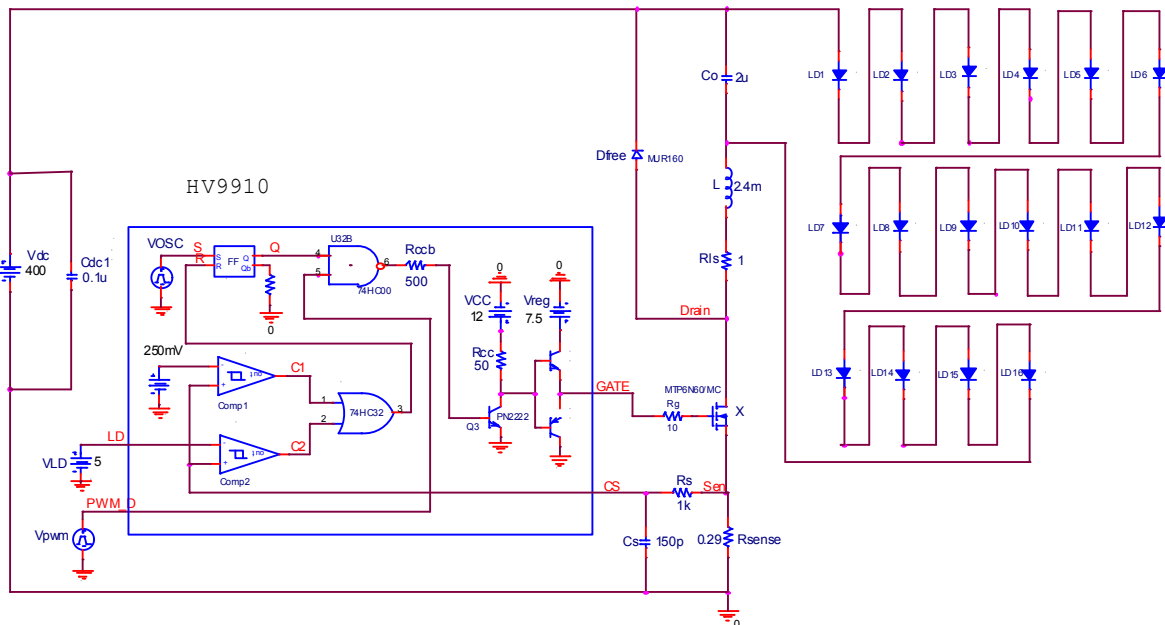 Co
2u
LD1
LD2
LD3
LD4
LD5
LD6
Dfree
MUR160
HV9910
L
2.4m
LD7
LD8
LD9
LD10
LD11
LD12
VOSC
S
R
S
R
FF
Q
Qb
Q
U32B
4
5
6
74HC00
Rccb
500
0
Vdc
400
Cdc1
0.1u
Rls
1
0
0
VCC
12
Vreg
7.5
Drain
250mV
Comp1
C1
1
2
3
74HC32
Rcc
50
GATE
MTP6N60/MC
Rg
10
X
LD13
LD14
LD15
LD16
Q3
PN2222
LD
VLD
5
Comp2
C2
CS
Rs
1k
Sen
PWM_D
Vpwm
Cs
150p
0.29
Rsense
0